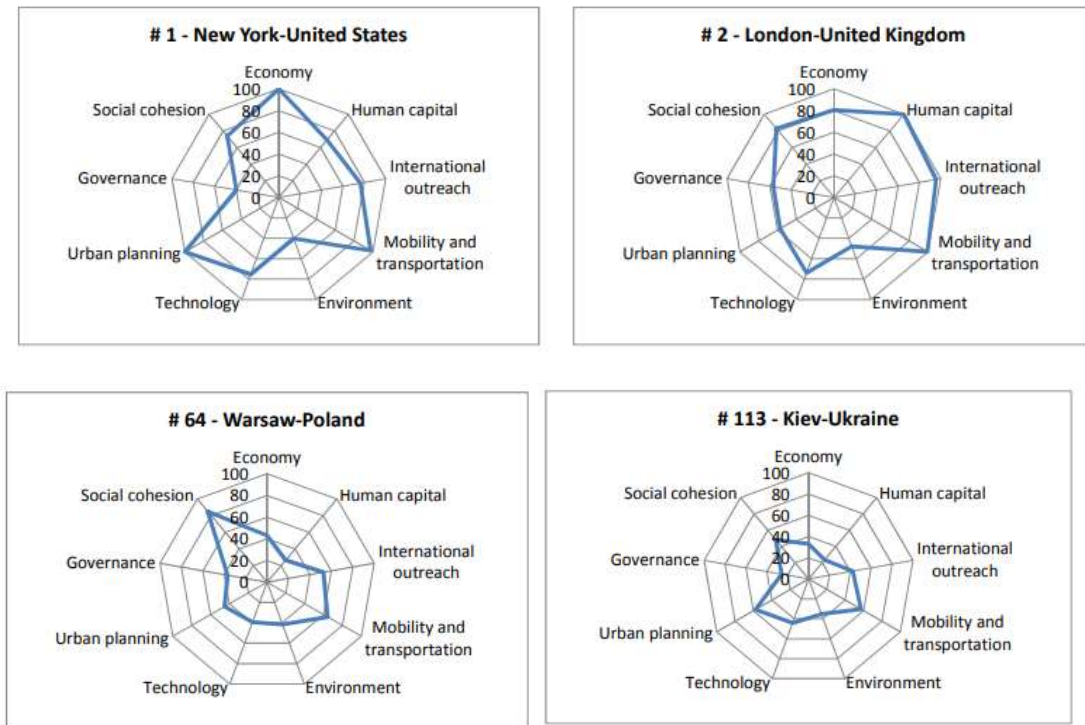 # 1 - New York-United States
Economy
100
80
60
40
20
0
Human capital
International
outreach
Mobility and
transportation
Environment
Technology
Urban planning
Governance
Social cohesion
# 2 - London-United Kingdom
Economy
100
80
60
40
20
0
Human capital
International
outreach
Mobility and
transportation
Environment
Technology
Urban planning
Governance
Social cohesion
# 64 - Warsaw-Poland
Economy
100
80
60
40
20
0
Human capital
International
outreach
Mobility and
transportation
Environment
Technology
Urban planning
Governance
Social cohesion
# 113 - Kiev-Ukraine
Economy
100
80
60
40
20
0
Human capital
International
outreach
Mobility and
transportation
Environment
Technology
Urban planning
Governance
Social cohesion